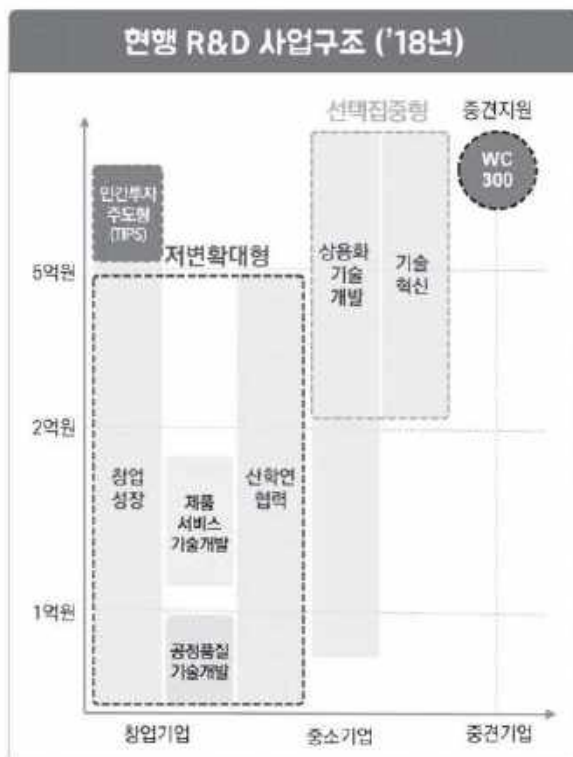 현행 R&D 사업구조 ('18년)
선택집중형
중견지원
WC
300
민간투자
주도형
(TIPS)
저변확대형
상용화
기술
개발
기술
혁신
5억원
2억원
창업
성장
제품
서비스
기술개발
산학연
협력
1억원
공정품질
기술개발
창업기업
중소기업
중견기업